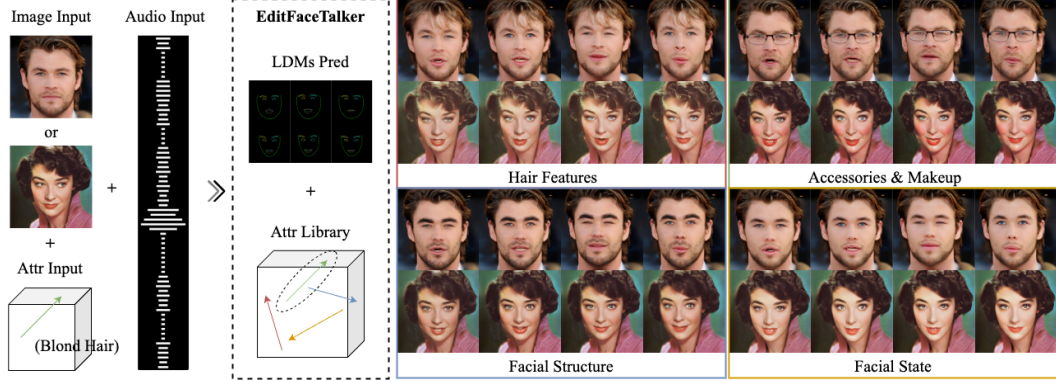 Image Input
Audio Input
EditFaceTalker
LDMs Pred
or
+
+
+
Attr Input
Attr Library
(Blond Hair)
Hair Features
Accessories & Makeup
Facial Structure
Facial State